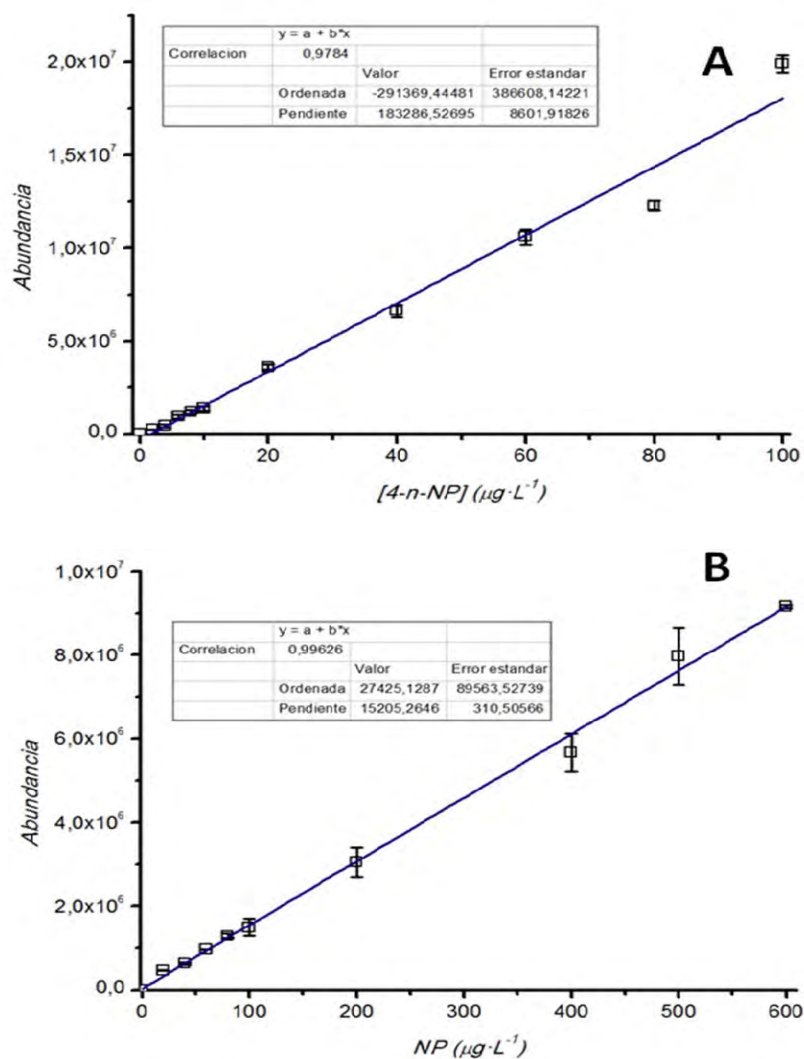 A
y = a + b*x
Correlacion 0,9784
Valor Error estandar
Ordenada -291369,44481 386608,14221
Pendiente 183286,52695 8601,91826
2,0x10⁷
1,5x10⁷
1,0x10⁷
5,0x10⁶
0,0
Abundancia
0 20 40 60 80 100
[4-n-NP] (μg·L⁻¹)
B
y = a + b*x
Correlacion 0,99626
Valor Error estandar
Ordenada 27425,1287 89563,52739
Pendiente 15205,2646 310,50566
1,0x10⁷
8,0x10⁶
6,0x10⁶
4,0x10⁶
2,0x10⁶
0,0
Abundancia
0 100 200 300 400 500 600
NP (μg·L⁻¹)